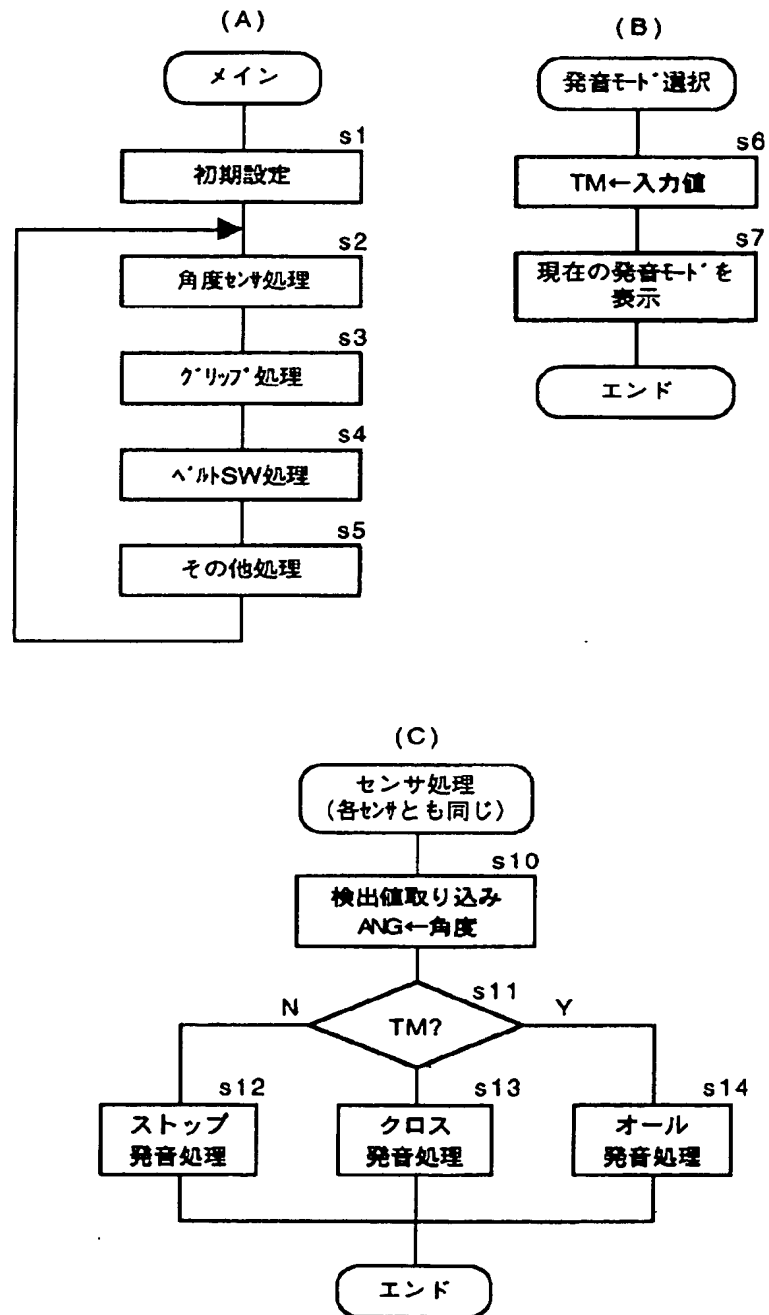 (A)
メイン
s1
初期設定
s2
角度ｾﾝｻ処理
s3
ｸﾞﾘｯﾌﾟ処理
s4
ﾍﾞﾙﾄSW処理
s5
その他処理
(B)
発音ﾓｰﾄﾞ選択
s6
TM←入力値
s7
現在の発音ﾓｰﾄﾞを
表示
エンド
(C)
センサ処理
(各ｾﾝｻとも同じ)
s10
検出値取り込み
ANG←角度
s11
N
TM?
Y
s12
ストップ
発音処理
s13
クロス
発音処理
s14
オール
発音処理
エンド